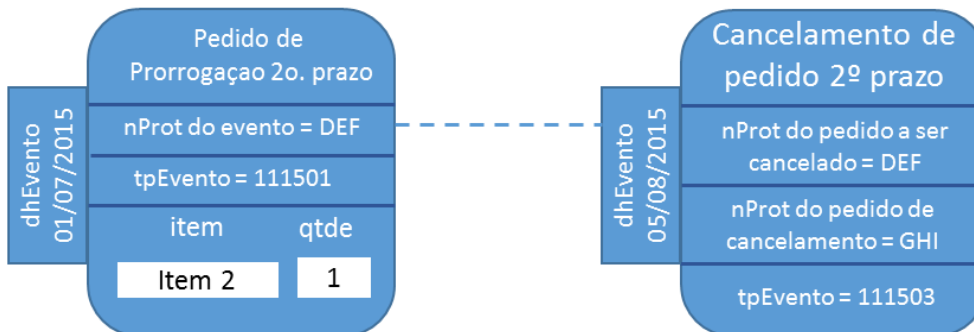 Pedido de
Prorrogaçao 2o. prazo
nProt do evento = DEF
tpEvento = 111501
item qtde
Item 2 1
dhEvento
01/07/2015
Cancelamento de
pedido 2º prazo
nProt do pedido a ser
cancelado = DEF
nProt do pedido de
cancelamento = GHI
tpEvento = 111503
dhEvento
05/08/2015